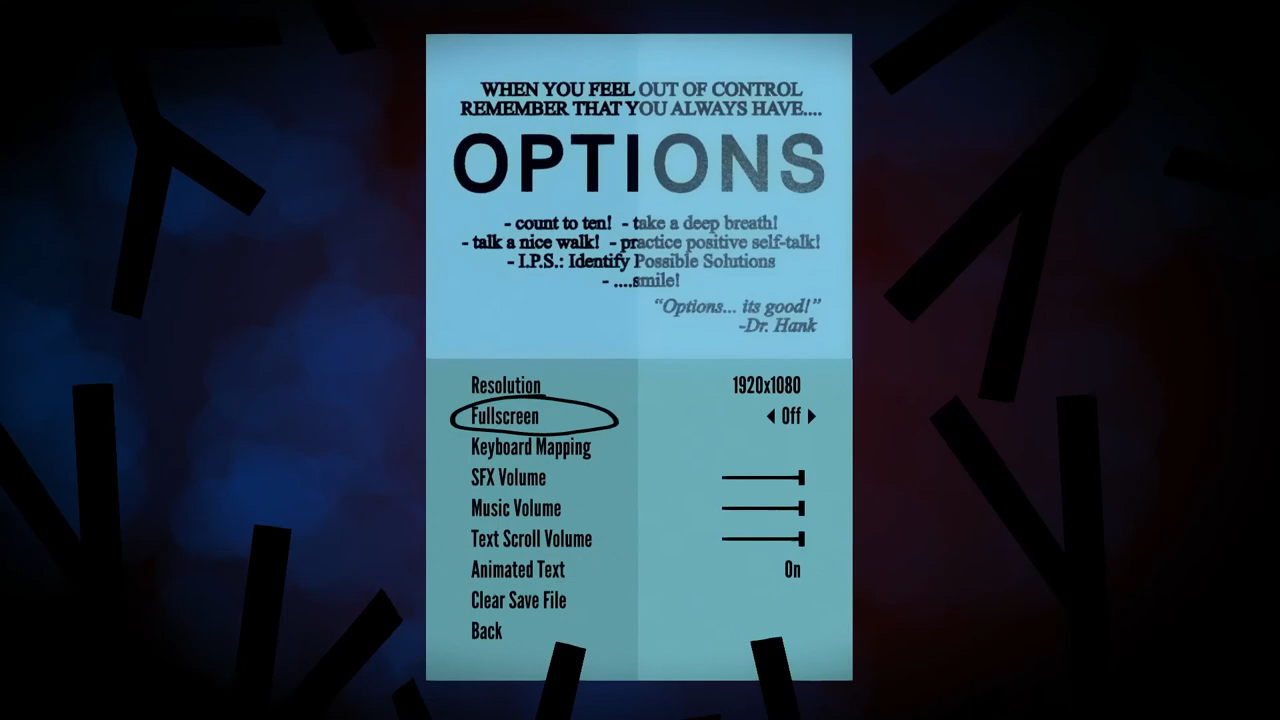 WHEN YOU FEEL OUT OF CONTROL
REMEMBER THAT YOU ALWAYS HAVE....
OPTIONS
- count to ten! - take a deep breath!
- talk a nice walk! - practice positive self-talk!
- I.P.S.: Identify Possible Solutions
- ....smile!
“Options... its good!”
-Dr. Hank
Resolution 1920x1080
Fullscreen Off
Keyboard Mapping
SFX Volume
Music Volume
Text Scroll Volume
Animated Text On
Clear Save File
Back